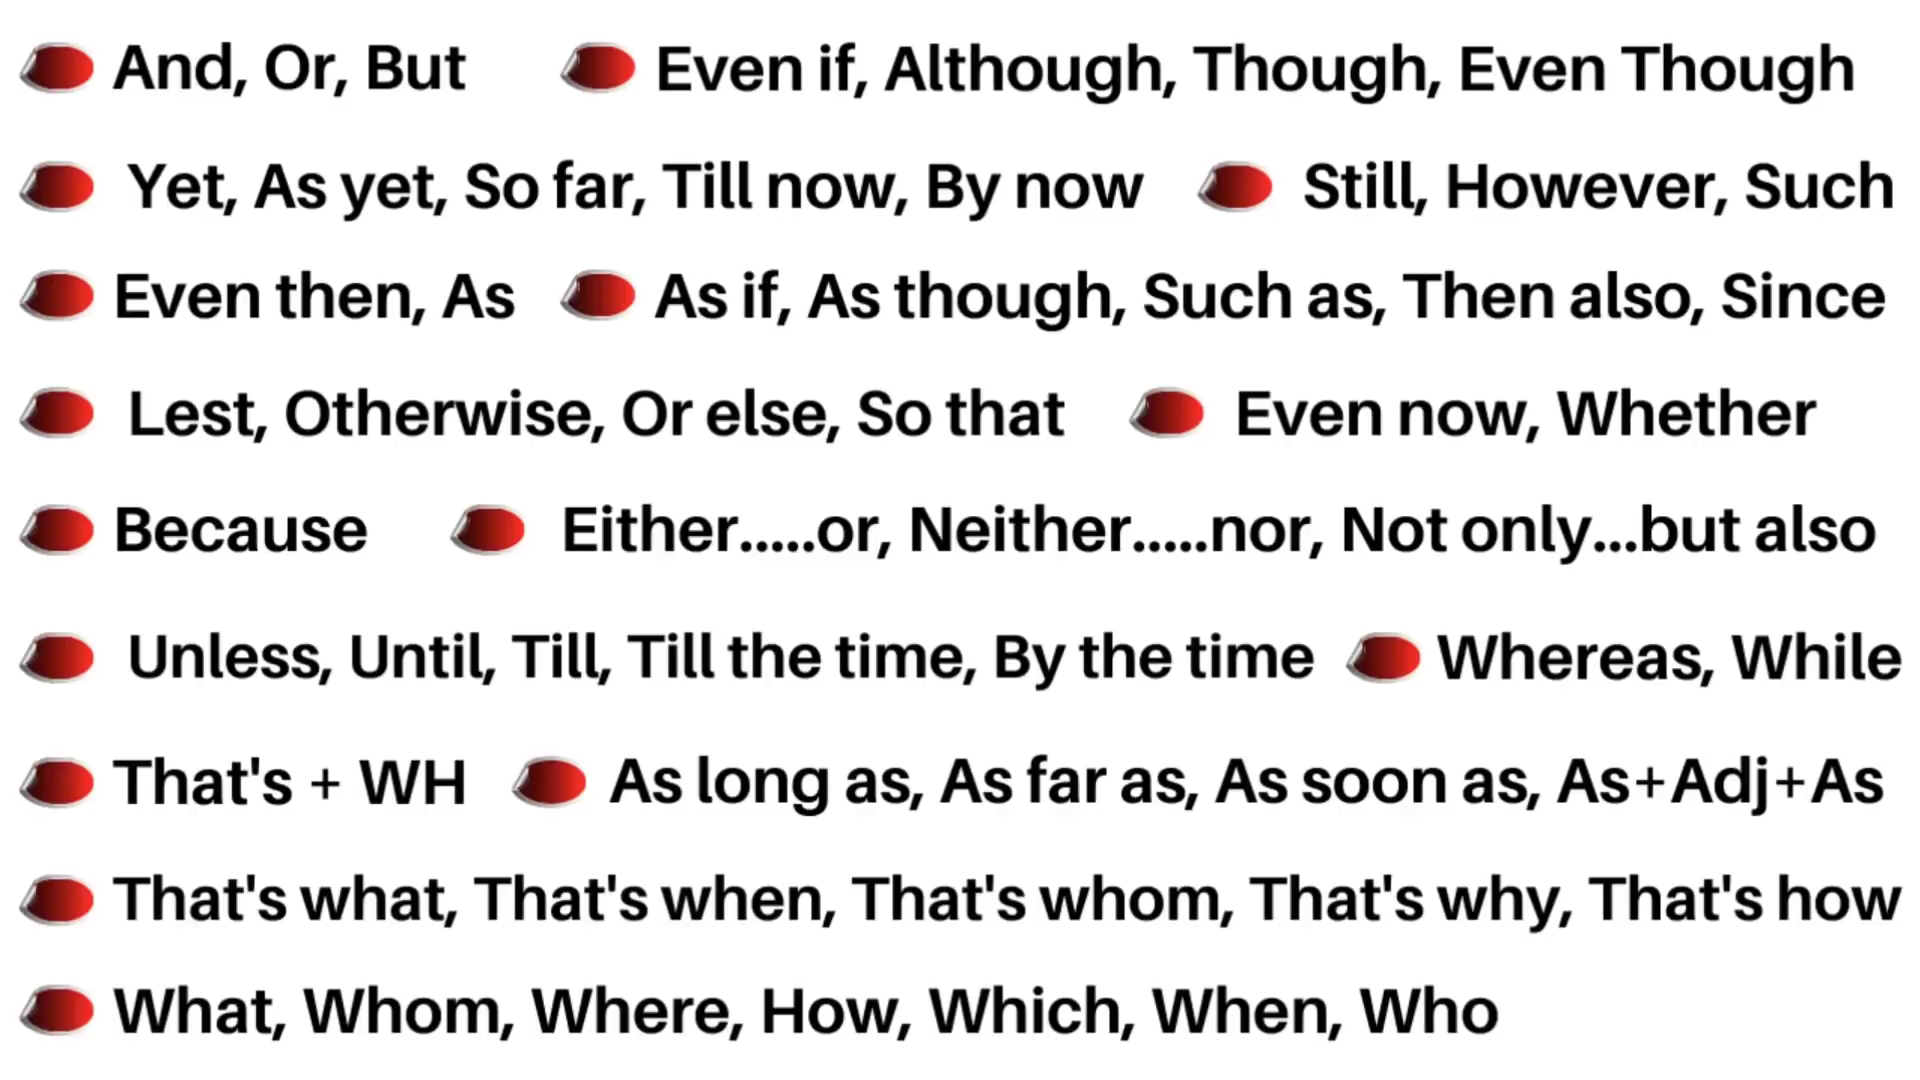 And, Or, But Even if, Although, Though, Even Though
Yet, As yet, So far, Till now, By now Still, However, Such
Even then, As As if, As though, Such as, Then also, Since
Lest, Otherwise, Or else, So that Even now, Whether
Because Either.....or, Neither.....nor, Not only...but also
Unless, Until, Till, Till the time, By the time Whereas, While
That's + WH As long as, As far as, As soon as, As+Adj+As
That's what, That's when, That's whom, That's why, That's how
What, Whom, Where, How, Which, When, Who